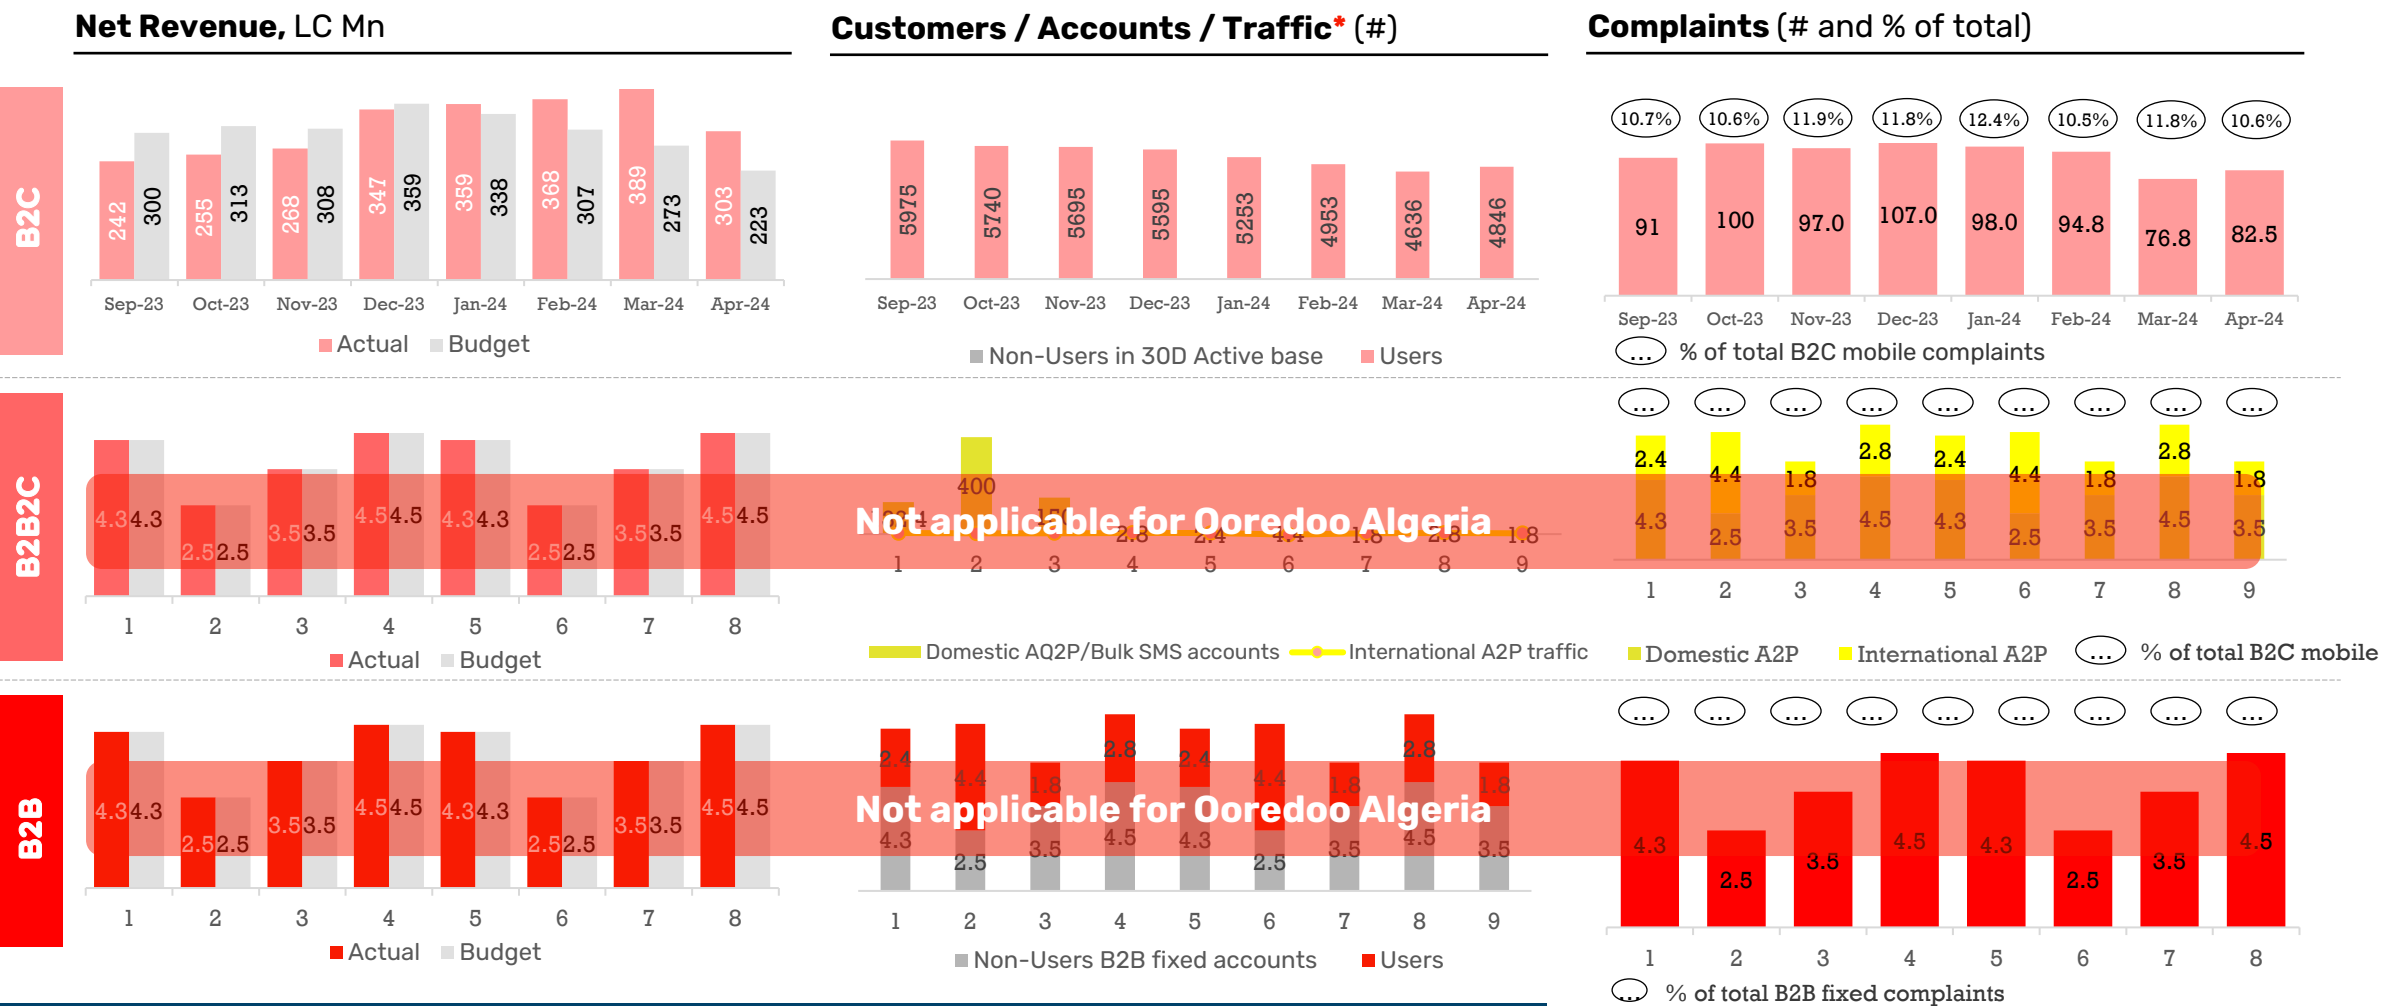 Net Revenue, LC Mn
Customers / Accounts / Traffic* (#)
Complaints (# and % of total)
B2C
242 300 255 313 268 308 347 359 359 338 368 307 389 273 303 223
Sep-23 Oct-23 Nov-23 Dec-23 Jan-24 Feb-24 Mar-24 Apr-24
Actual Budget
5975 5740 5695 5595 5253 4953 4636 4846
Sep-23 Oct-23 Nov-23 Dec-23 Jan-24 Feb-24 Mar-24 Apr-24
Non-Users in 30D Active base Users
10.7% 10.6% 11.9% 11.8% 12.4% 10.5% 11.8% 10.6%
91 100 97.0 107.0 98.0 94.8 76.8 82.5
Sep-23 Oct-23 Nov-23 Dec-23 Jan-24 Feb-24 Mar-24 Apr-24
... % of total B2C mobile complaints
B2B2C
4.3 4.3 2.5 2.5 3.5 3.5 4.5 4.5 4.3 4.3 2.5 2.5 3.5 3.5 4.5 4.5
1 2 3 4 5 6 7 8
Actual Budget
400
Not applicable for Ooredoo Algeria
2.8 2.4 4.4 1.8 2.8 1.8
1 2 3 4 5 6 7 8 9
Domestic AQ2P/Bulk SMS accounts International A2P traffic
... ... ... ... ... ... ... ... ...
2.4 4.4 1.8 2.8 2.4 4.4 1.8 2.8 1.8
4.3 2.5 3.5 4.5 4.3 2.5 3.5 4.5 3.5
1 2 3 4 5 6 7 8 9
Domestic A2P International A2P ... % of total B2C mobile
B2B
4.3 4.3 2.5 2.5 3.5 3.5 4.5 4.5 4.3 4.3 2.5 2.5 3.5 3.5 4.5 4.5
1 2 3 4 5 6 7 8
Actual Budget
2.4 4.4 1.8 2.8 2.4 4.4 1.8 2.8 1.8
Not applicable for Ooredoo Algeria
4.3 2.5 3.5 4.5 4.3 2.5 3.5 4.5 3.5
1 2 3 4 5 6 7 8 9
Non-Users B2B fixed accounts Users
... ... ... ... ... ... ... ... ...
4.3 2.5 3.5 4.5 4.3 2.5 3.5 4.5
1 2 3 4 5 6 7 8
... % of total B2B fixed complaints